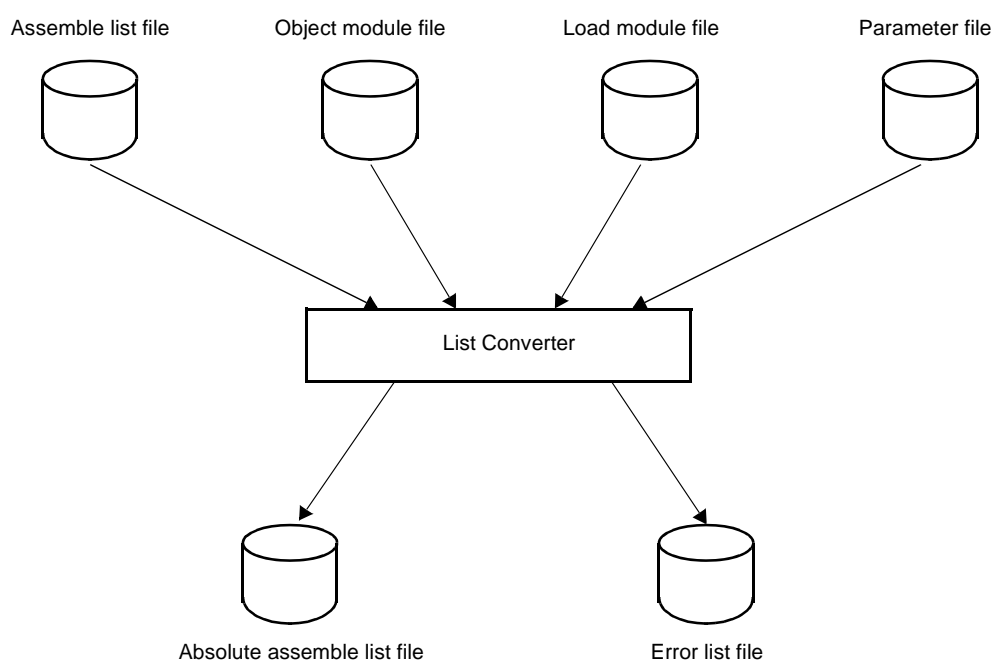 Assemble list file
Object module file
Load module file
Parameter file
List Converter
Absolute assemble list file
Error list file